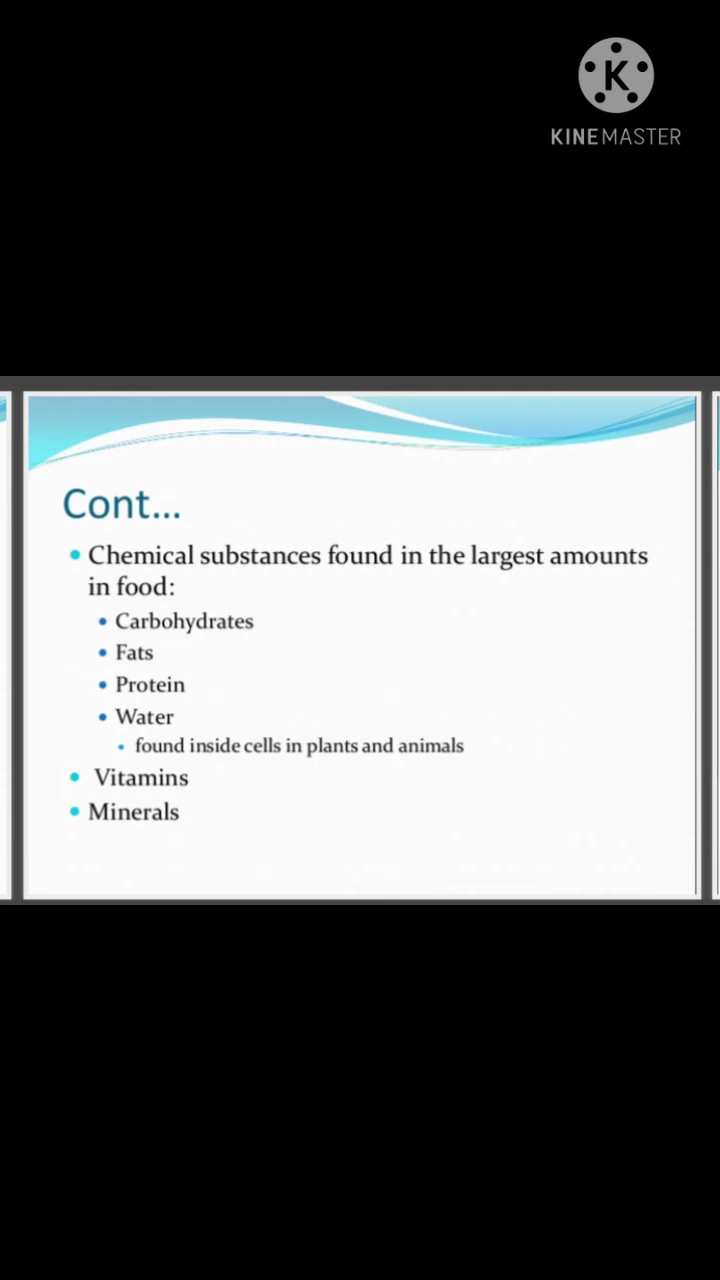 K
KINEMASTER
Cont...
• Chemical substances found in the largest amounts
in food:
• Carbohydrates
• Fats
• Protein
• Water
• found inside cells in plants and animals
• Vitamins
• Minerals